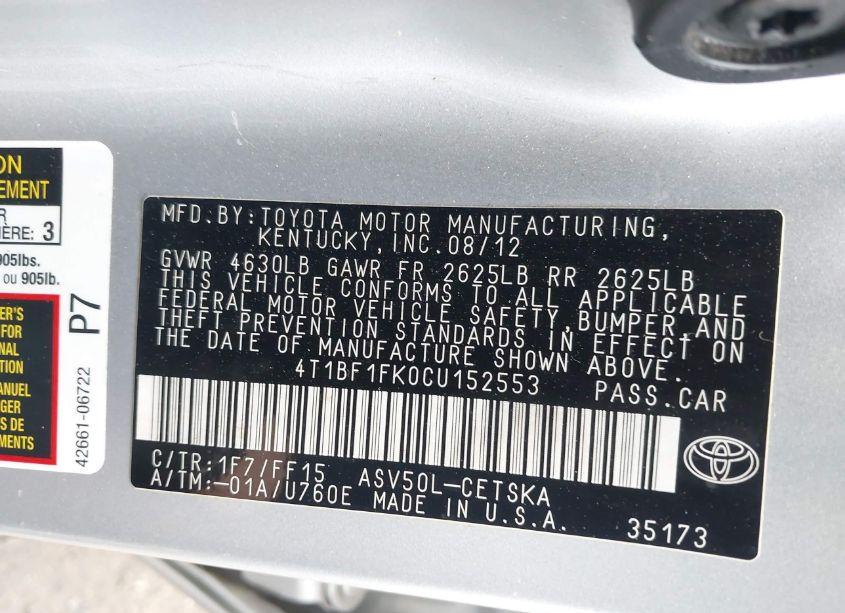 ON
EMENT
R
IÈRE: 3
905lbs.
ou 905lb.
ER'S
FOR
NAL
TION
ANUEL
GER
S DE
EMENTS
P7
42661-06722
MFD.BY:TOYOTA MOTOR MANUFACTURING,
KENTUCKY,INC.08/12
GVWR 4630LB GAWR FR 2625LB RR 2625LB
THIS VEHICLE CONFORMS TO ALL APPLICABLE
FEDERAL MOTOR VEHICLE SAFETY,BUMPER,AND
THEFT PREVENTION STANDARDS IN EFFECT ON
THE DATE OF MANUFACTURE SHOWN ABOVE.
4T1BF1FK0CU152553 PASS.CAR
C/TR:1F7/FF15 ASV50L-CETSKA
A/TM:-01A/U760E MADE IN U.S.A.
35173